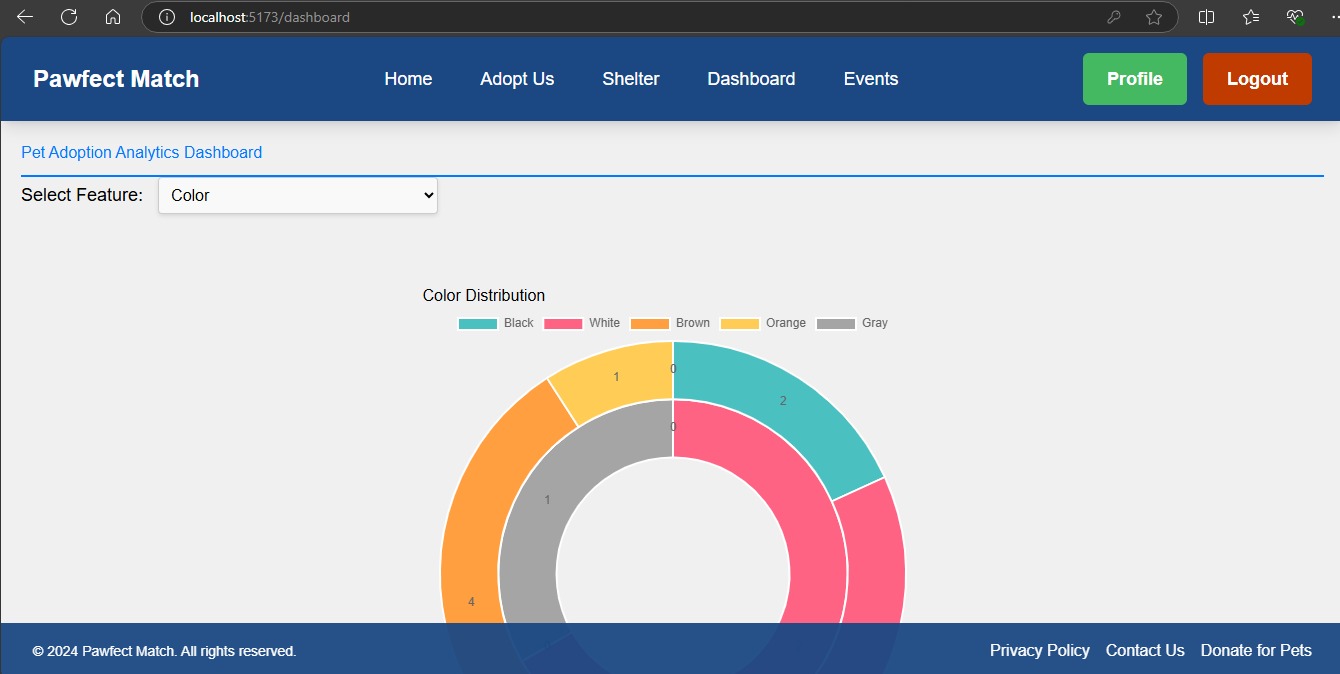 localhost:5173/dashboard
Pawfect Match Home Adopt Us Shelter Dashboard Events Profile Logout
Pet Adoption Analytics Dashboard
Select Feature: Color
Color Distribution
Black White Brown Orange Gray
0
1
2
0
1
4
© 2024 Pawfect Match. All rights reserved. Privacy Policy Contact Us Donate for Pets